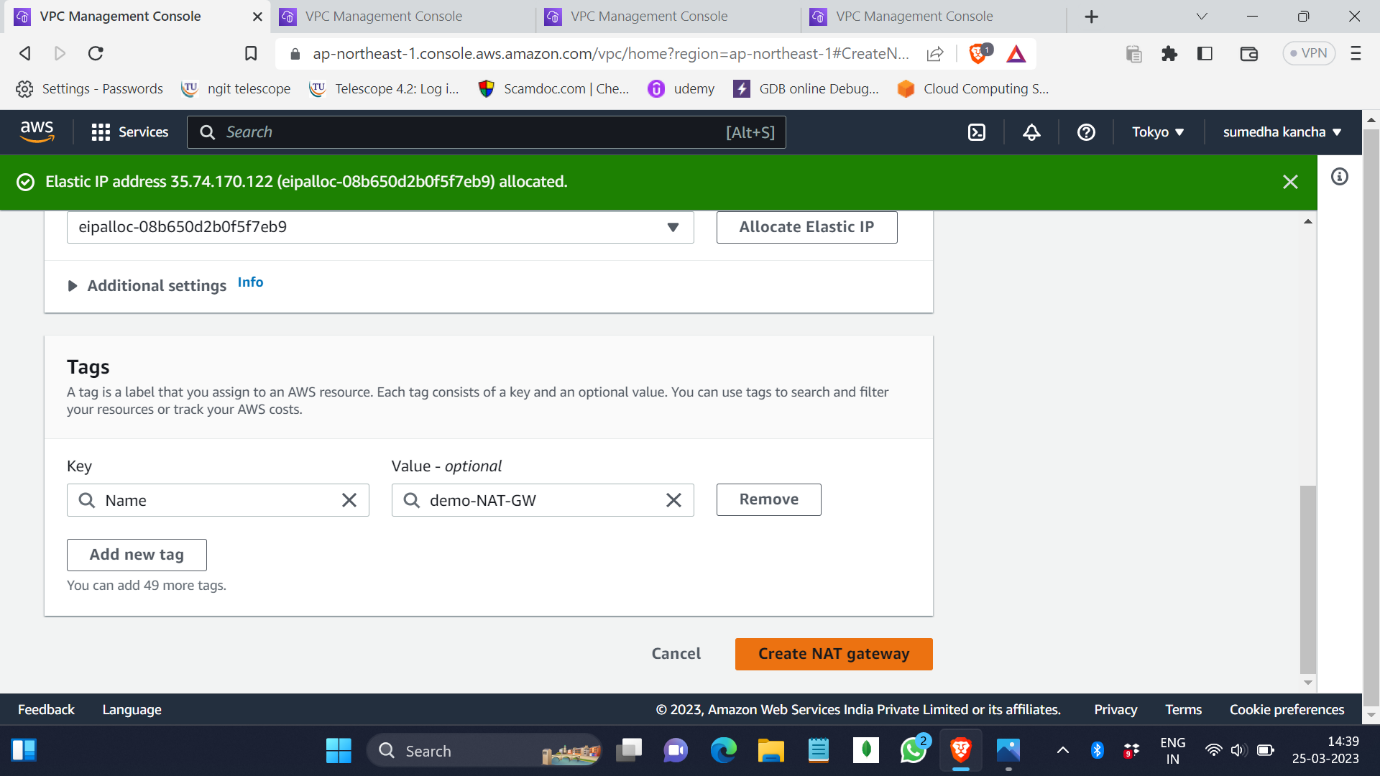 VPC Management Console
VPC Management Console
VPC Management Console
VPC Management Console
ap-northeast-1.console.aws.amazon.com/vpc/home?region=ap-northeast-1#CreateN...
1
VPN
Settings - Passwords
TU ngit telescope
TU Telescope 4.2: Log i...
Scamdoc.com | Che...
udemy
GDB online Debug...
Cloud Computing S...
aws
Services
Search
[Alt+S]
Tokyo
sumedha kancha
Elastic IP address 35.74.170.122 (eipalloc-08b650d2b0f5f7eb9) allocated.
eipalloc-08b650d2b0f5f7eb9
Allocate Elastic IP
Additional settings Info
Tags
A tag is a label that you assign to an AWS resource. Each tag consists of a key and an optional value. You can use tags to search and filter
your resources or track your AWS costs.
Key
Value - optional
Name
demo-NAT-GW
Remove
Add new tag
You can add 49 more tags.
Cancel
Create NAT gateway
Feedback
Language
© 2023, Amazon Web Services India Private Limited or its affiliates.
Privacy
Terms
Cookie preferences
Search
2
9
ENG
IN
14:39
25-03-2023